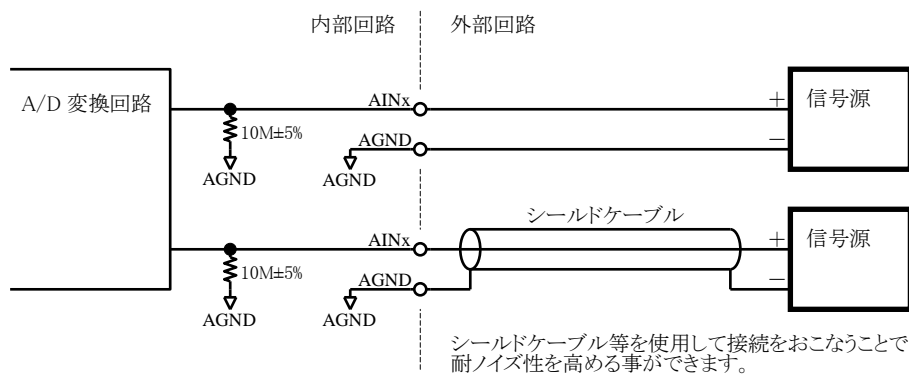 内部回路
外部回路
A/D 変換回路
AINx
+
信号源
10M±5%
AGND
－
AGND
AGND
シールドケーブル
AINx
+
信号源
10M±5%
AGND
－
AGND
AGND
シールドケーブル等を使用して接続をおこなうことで
耐ノイズ性を高める事ができます。